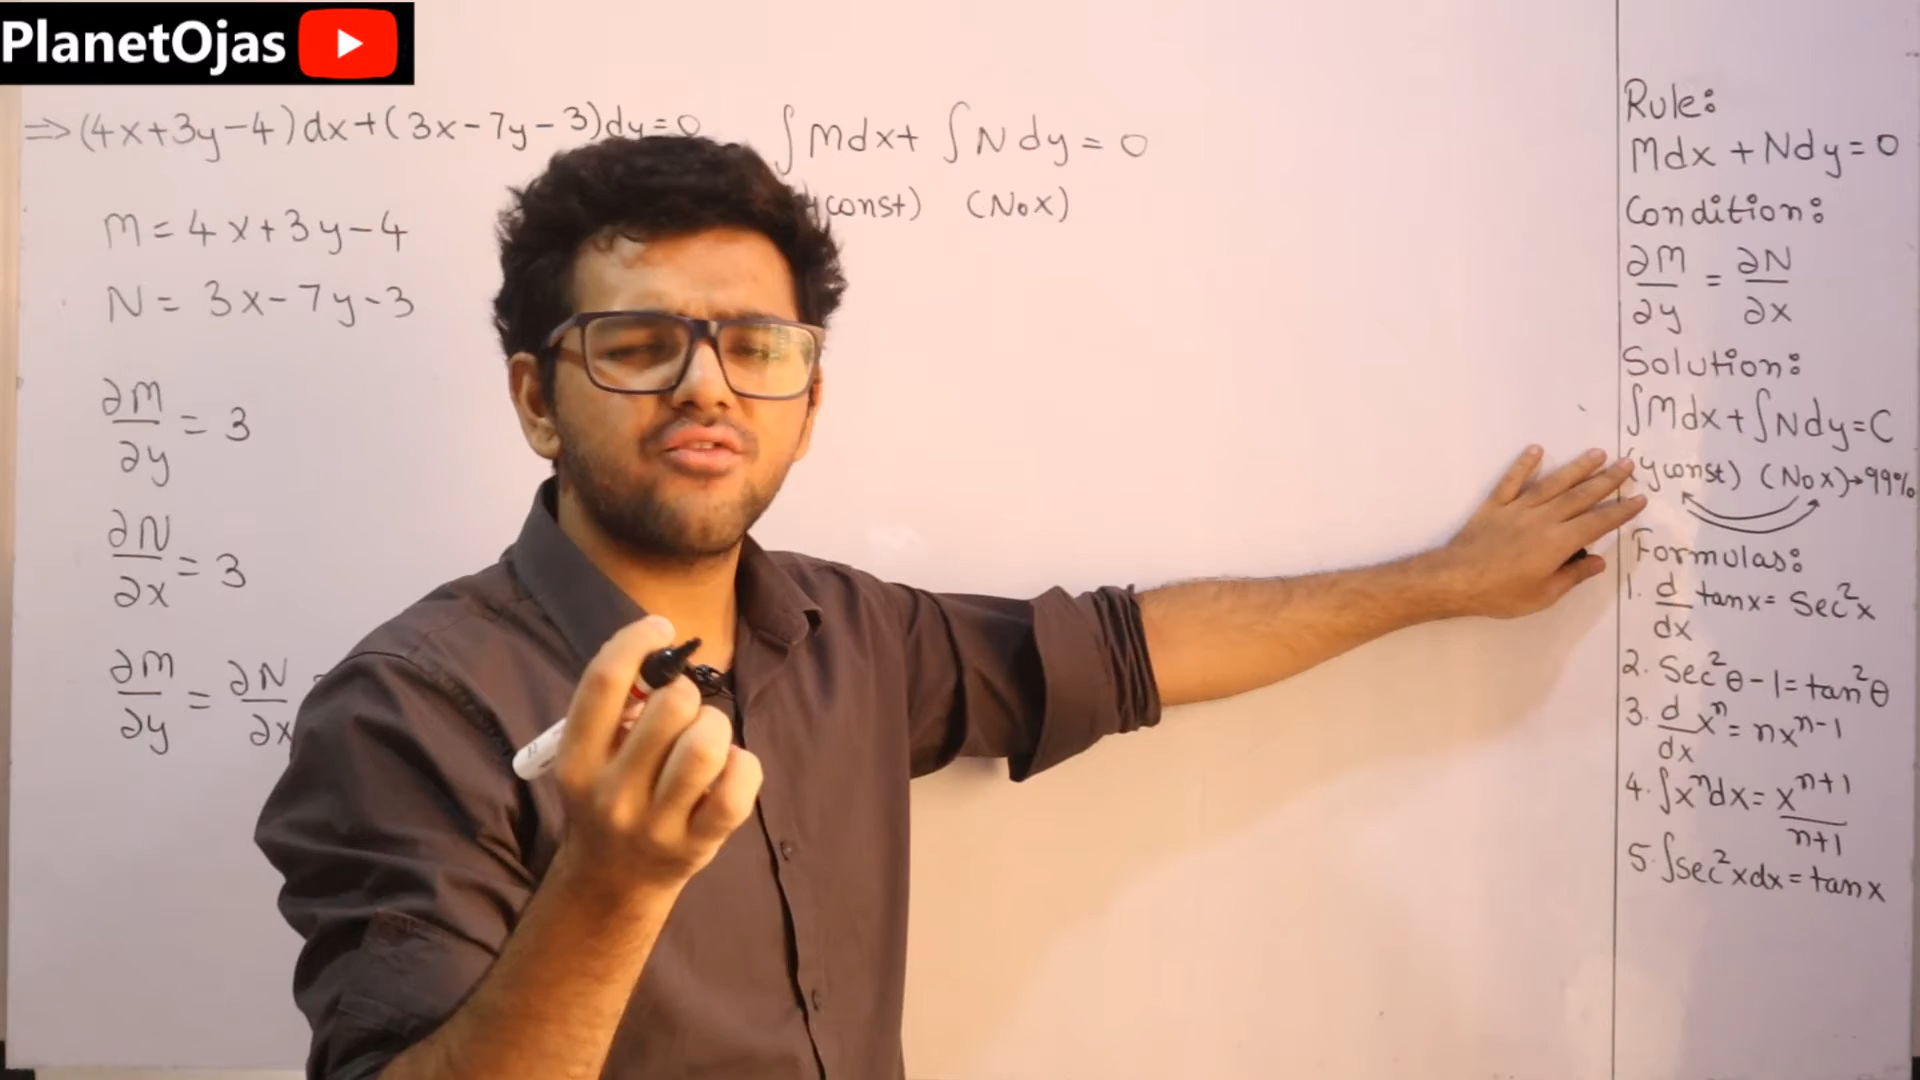 PlanetOjas
⇒(4x+3y-4)dx+(3x-7y-3)dy=0
M=4x+3y-4
N=3x-7y-3
∂M/∂y=3
∂N/∂x=3
∂M/∂y=∂N/∂x
∫Mdx+∫Ndy=0
const) (No x)
Rule:
Mdx+Ndy=0
Condition:
∂M/∂y=∂N/∂x
Solution:
∫Mdx+∫Ndy=C
(y const) (No x)→99%
Formulas:
1. d/dx tanx=Sec²x
2. Sec²θ-1=tan²θ
3. d/dx xⁿ=nxⁿ⁻¹
4. ∫xⁿdx=xⁿ⁺¹/n+1
5. ∫Sec²xdx=tanx